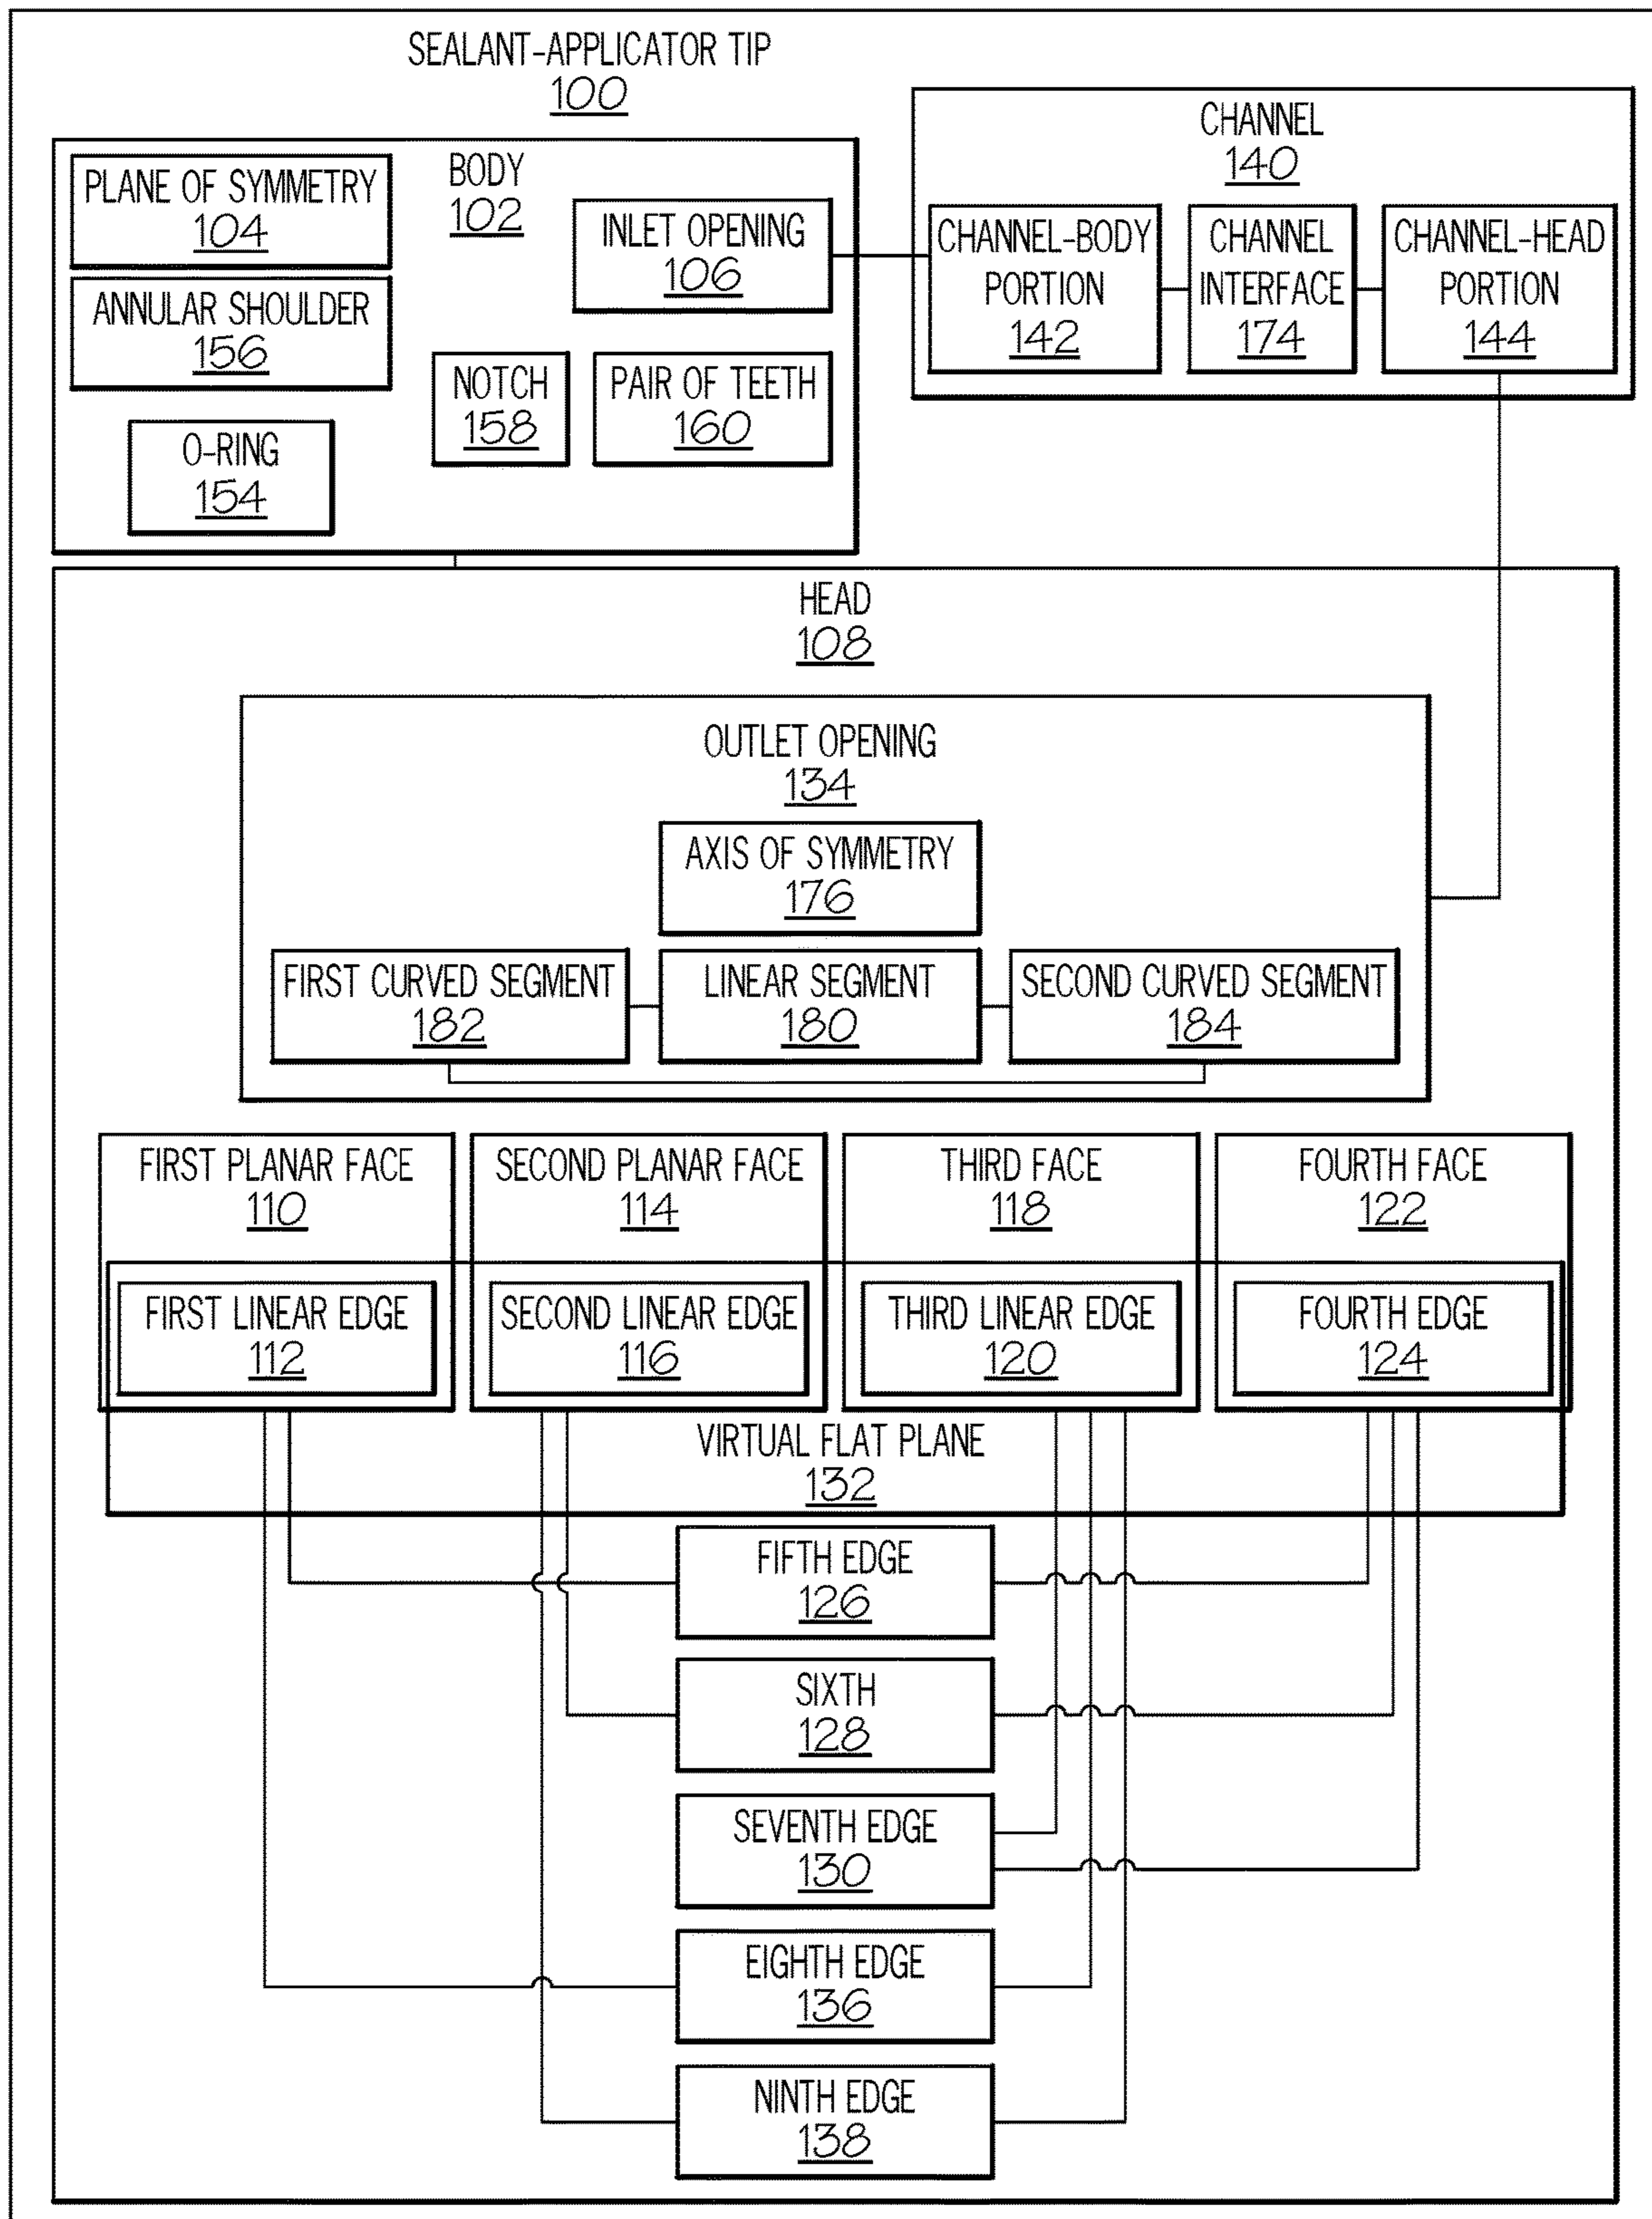 SEALANT-APPLICATOR TIP
100
BODY
102
PLANE OF SYMMETRY
104
INLET OPENING
106
ANNULAR SHOULDER
156
NOTCH
158
PAIR OF TEETH
160
O-RING
154
CHANNEL
140
CHANNEL-BODY
PORTION
142
CHANNEL
INTERFACE
174
CHANNEL-HEAD
PORTION
144
HEAD
108
OUTLET OPENING
134
AXIS OF SYMMETRY
176
FIRST CURVED SEGMENT
182
LINEAR SEGMENT
180
SECOND CURVED SEGMENT
184
FIRST PLANAR FACE
110
SECOND PLANAR FACE
114
THIRD FACE
118
FOURTH FACE
122
FIRST LINEAR EDGE
112
SECOND LINEAR EDGE
116
THIRD LINEAR EDGE
120
FOURTH EDGE
124
VIRTUAL FLAT PLANE
132
FIFTH EDGE
126
SIXTH
128
SEVENTH EDGE
130
EIGHTH EDGE
136
NINTH EDGE
138